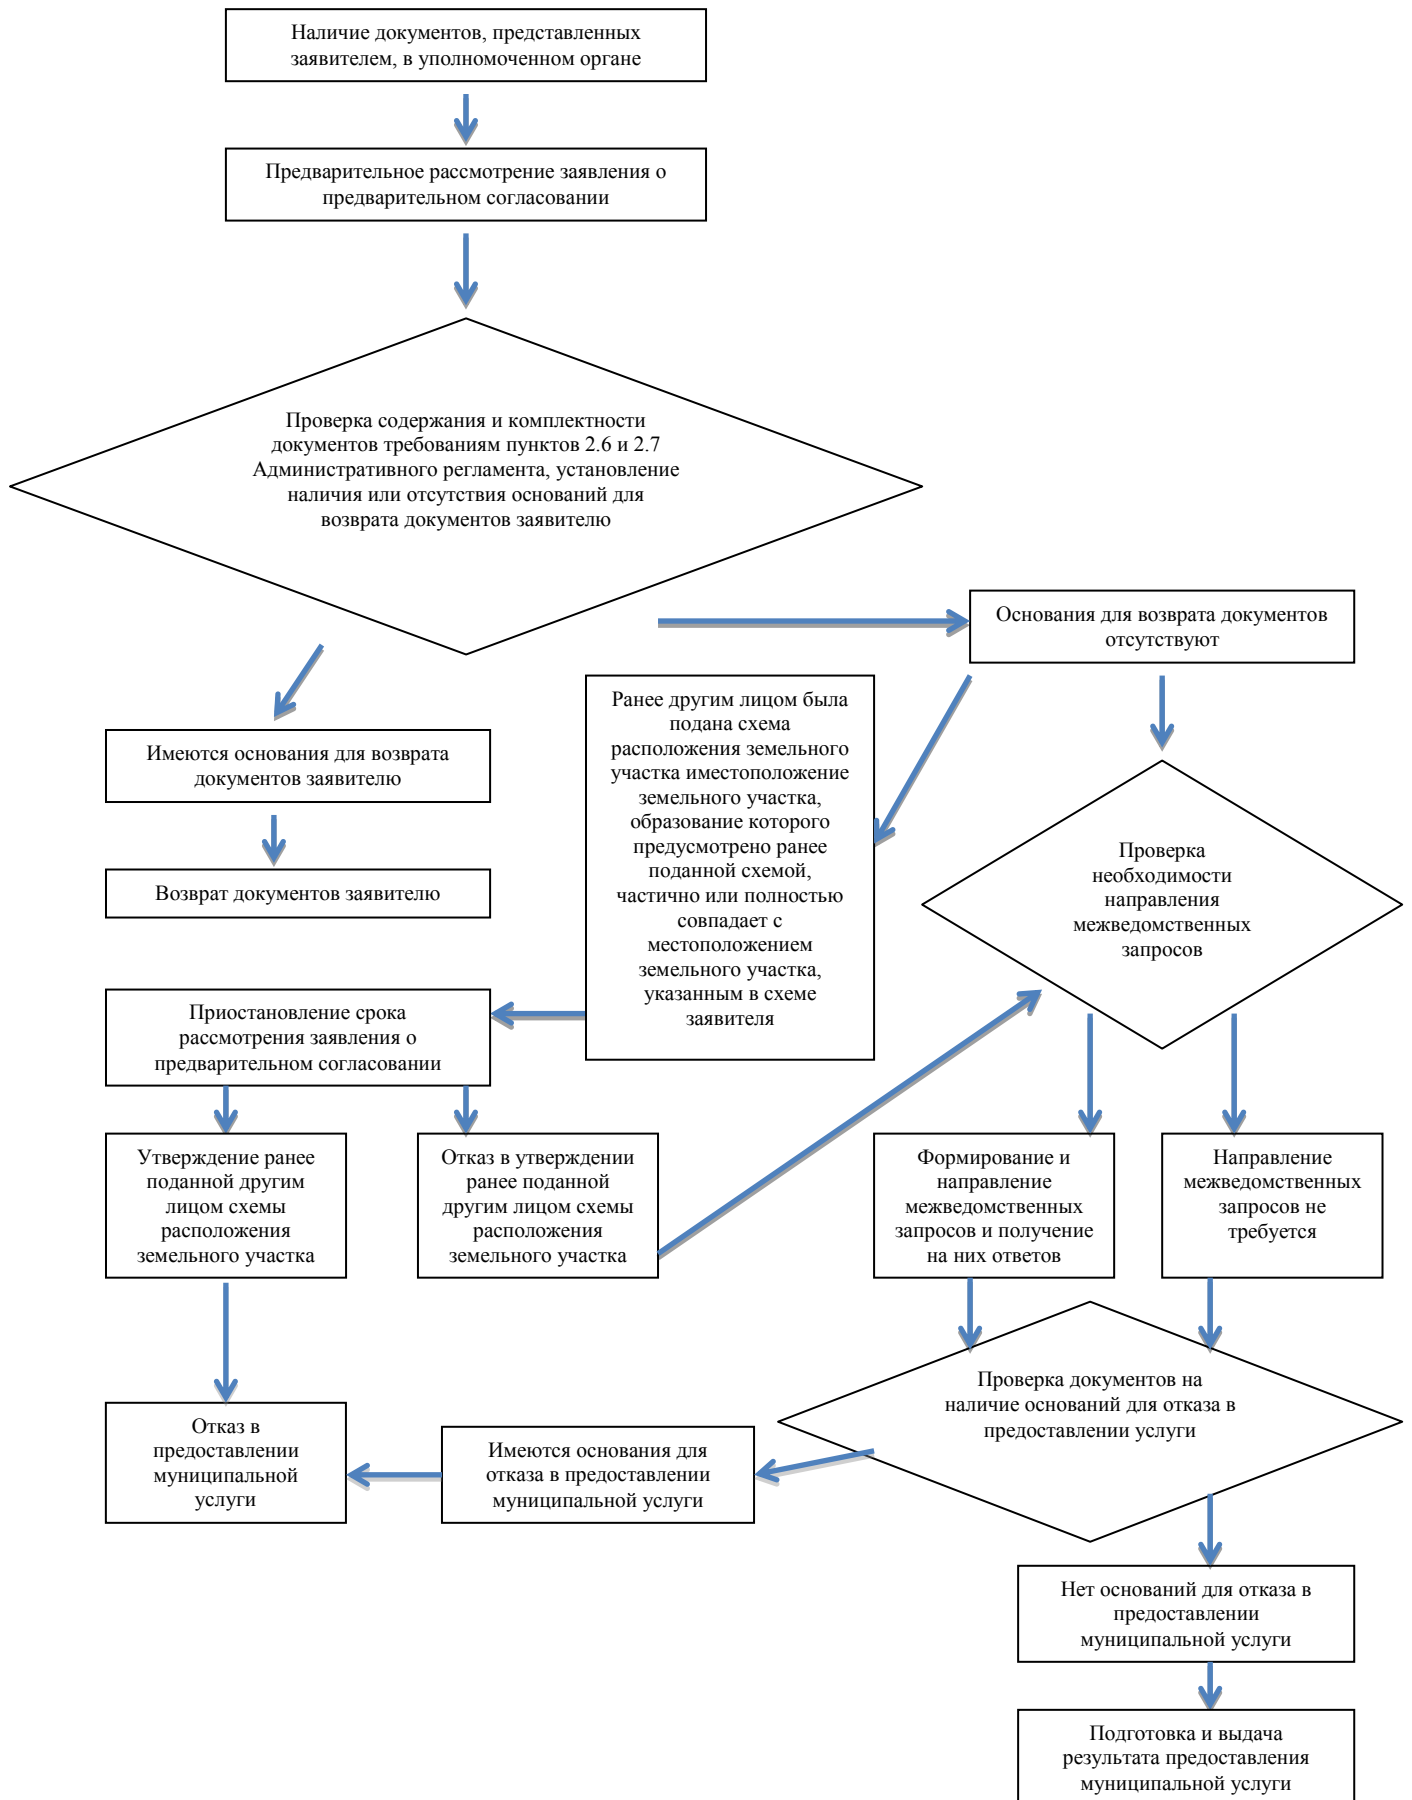 Наличие документов, представленных
заявителем, в уполномоченном органе
Предварительное рассмотрение заявления о
предварительном согласовании
Проверка содержания и комплектности
документов требованиям пунктов 2.6 и 2.7
Административного регламента, установление
наличия или отсутствия оснований для
возврата документов заявителю
Основания для возврата документов
отсутствуют
Имеются основания для возврата
документов заявителю
Возврат документов заявителю
Ранее другим лицом была
подана схема
расположения земельного
участка иместоположение
земельного участка,
образование которого
предусмотрено ранее
поданной схемой,
частично или полностью
совпадает с
местоположением
земельного участка,
указанным в схеме
заявителя
Проверка
необходимости
направления
межведомственных
запросов
Приостановление срока
рассмотрения заявления о
предварительном согласовании
Утверждение ранее
поданной другим
лицом схемы
расположения
земельного участка
Отказ в утверждении
ранее поданной
другим лицом схемы
расположения
земельного участка
Формирование и
направление
межведомственных
запросов и получение
на них ответов
Направление
межведомственных
запросов не
требуется
Проверка документов на
наличие оснований для отказа в
предоставлении услуги
Отказ в
предоставлении
муниципальной
услуги
Имеются основания для
отказа в предоставлении
муниципальной услуги
Нет оснований для отказа в
предоставлении
муниципальной услуги
Подготовка и выдача
результата предоставления
муниципальной услуги